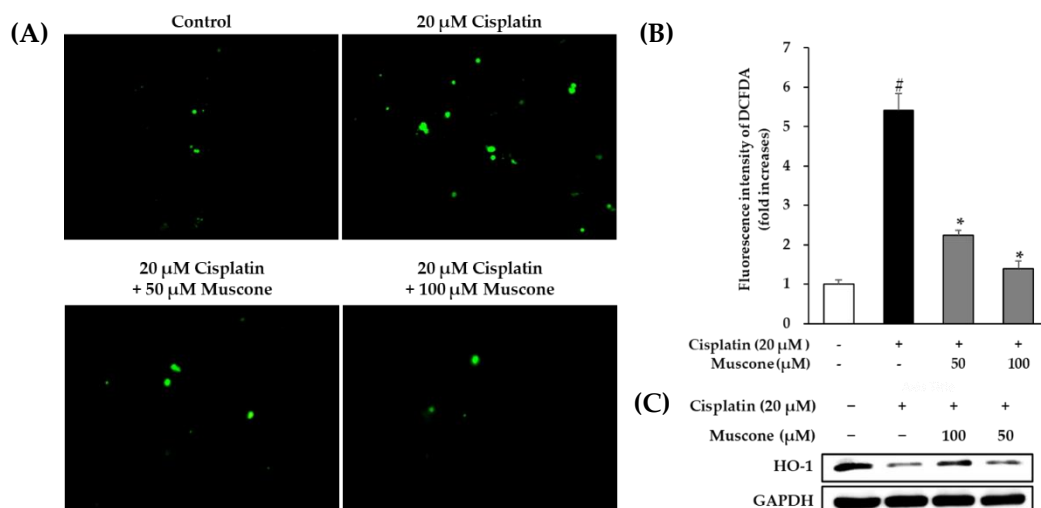 (A)
Control
20 μM Cisplatin
20 μM Cisplatin
+ 50 μM Muscone
20 μM Cisplatin
+ 100 μM Muscone
(B)
Fluorescence intensity of DCFDA
(fold increases)
7
6
5
4
3
2
1
0
#
*
*
Cisplatin (20 μM) - + + +
Muscone (μM) - - 50 100
(C)
Cisplatin (20 μM) – + + +
Muscone (μM) – – 100 50
HO-1
GAPDH